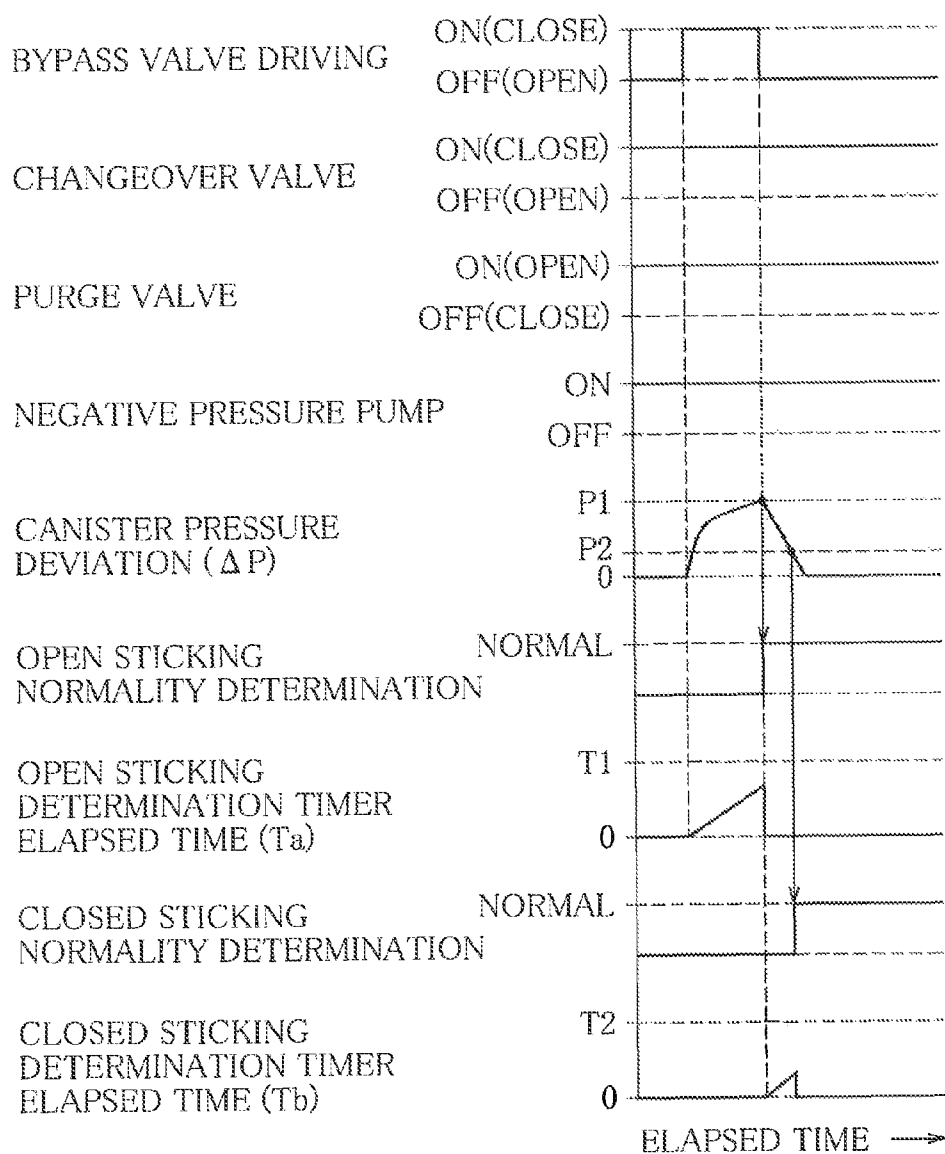 BYPASS VALVE DRIVING
ON(CLOSE)
OFF(OPEN)
CHANGEOVER VALVE
ON(CLOSE)
OFF(OPEN)
PURGE VALVE
ON(OPEN)
OFF(CLOSE)
NEGATIVE PRESSURE PUMP
ON
OFF
CANISTER PRESSURE
DEVIATION (ΔP)
P1
P2
0
OPEN STICKING
NORMALITY DETERMINATION
NORMAL
OPEN STICKING
DETERMINATION TIMER
ELAPSED TIME (Ta)
T1
0
CLOSED STICKING
NORMALITY DETERMINATION
NORMAL
CLOSED STICKING
DETERMINATION TIMER
ELAPSED TIME (Tb)
T2
0
ELAPSED TIME